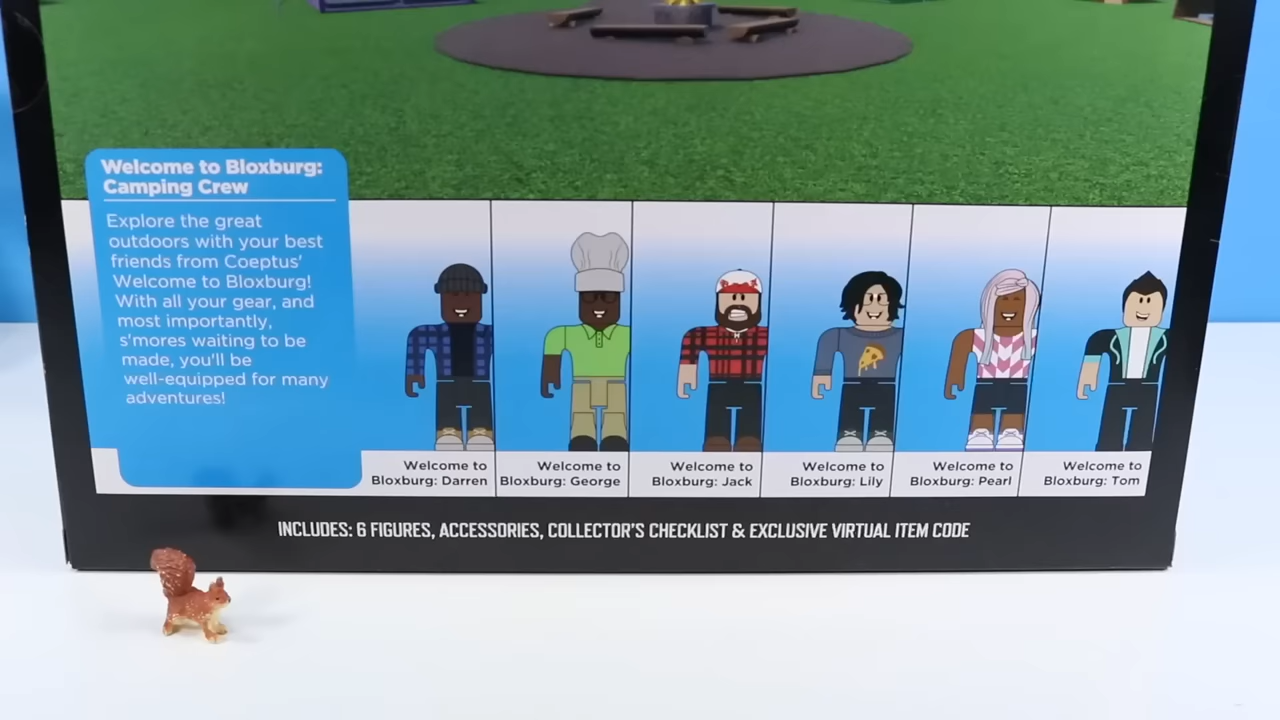 Welcome to Bloxburg:
Camping Crew
Explore the great
outdoors with your best
friends from Coeptus'
Welcome to Bloxburg!
With all your gear, and
most importantly,
s'mores waiting to be
made, you'll be
well-equipped for many
adventures!
Welcome to
Bloxburg: Darren
Welcome to
Bloxburg: George
Welcome to
Bloxburg: Jack
Welcome to
Bloxburg: Lily
Welcome to
Bloxburg: Pearl
Welcome to
Bloxburg: Tom
INCLUDES: 6 FIGURES, ACCESSORIES, COLLECTOR'S CHECKLIST & EXCLUSIVE VIRTUAL ITEM CODE